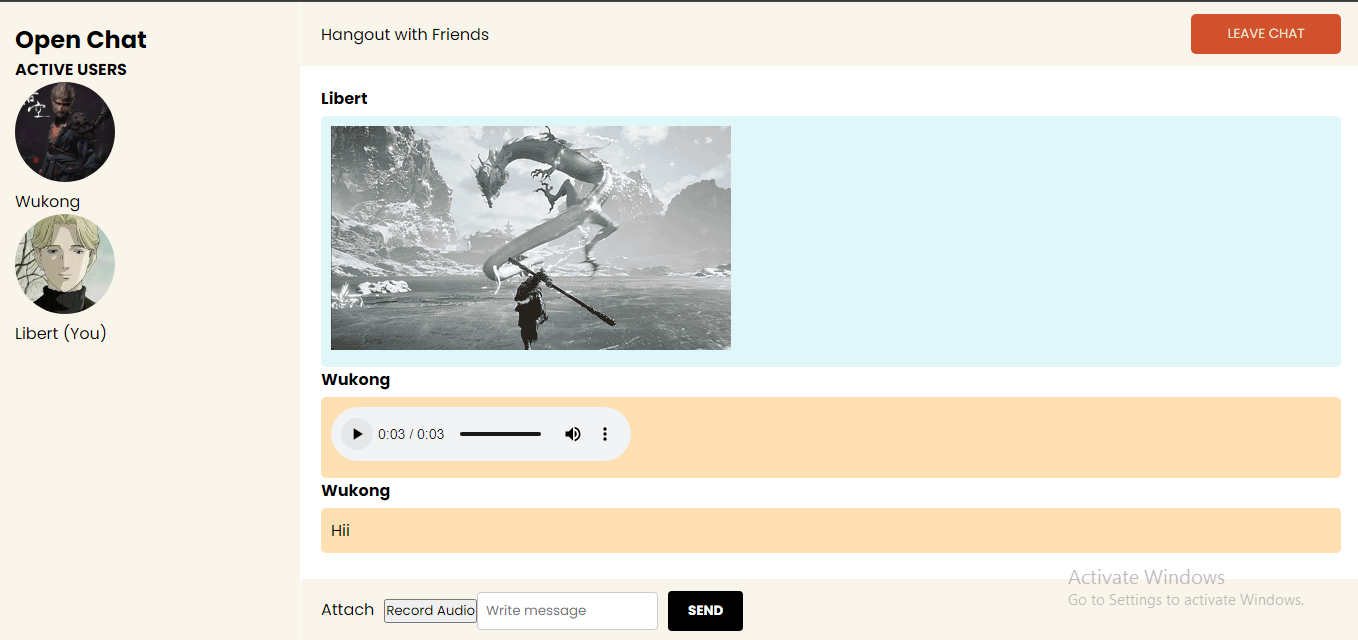 Open Chat
ACTIVE USERS
Wukong
Libert (You)
Hangout with Friends
LEAVE CHAT
Libert
Wukong
0:03 / 0:03
Wukong
Hii
Attach
Record Audio
Write message
SEND
Activate Windows
Go to Settings to activate Windows.